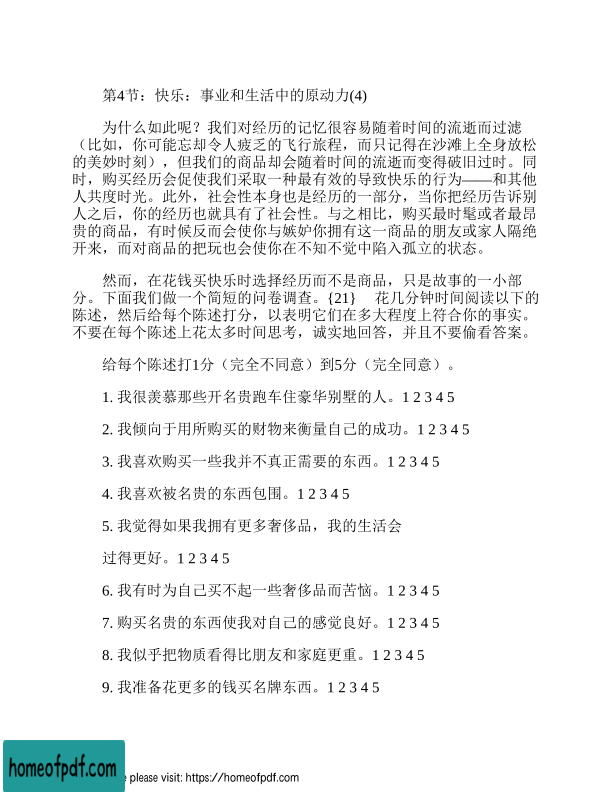 第4节：快乐：事业和生活中的原动力(4)
为什么如此呢？我们对经历的记忆很容易随着时间的流逝而过滤
（比如，你可能忘却令人疲乏的飞行旅程，而只记得在沙滩上全身放松
的美妙时刻），但我们的商品却会随着时间的流逝而变得破旧过时。同
时，购买经历会促使我们采取一种最有效的导致快乐的行为——和其他
人共度时光。此外，社会性本身也是经历的一部分，当你把经历告诉别
人之后，你的经历也就具有了社会性。与之相比，购买最时髦或者最昂
贵的商品，有时候反而会使你与嫉妒你拥有这一商品的朋友或家人隔绝
开来，而对商品的把玩也会使你在不知不觉中陷入孤立的状态。
然而，在花钱买快乐时选择经历而不是商品，只是故事的一小部
分。下面我们做一个简短的问卷调查。{21} 花几分钟时间阅读以下的
陈述，然后给每个陈述打分，以表明它们在多大程度上符合你的事实。
不要在每个陈述上花太多时间思考，诚实地回答，并且不要偷看答案。
给每个陈述打1分（完全不同意）到5分（完全同意）。
1. 我很羡慕那些开名贵跑车住豪华别墅的人。1 2 3 4 5
2. 我倾向于用所购买的财物来衡量自己的成功。1 2 3 4 5
3. 我喜欢购买一些我并不真正需要的东西。1 2 3 4 5
4. 我喜欢被名贵的东西包围。1 2 3 4 5
5. 我觉得如果我拥有更多奢侈品，我的生活会
过得更好。1 2 3 4 5
6. 我有时为自己买不起一些奢侈品而苦恼。1 2 3 4 5
7. 购买名贵的东西使我对自己的感觉良好。1 2 3 4 5
8. 我似乎把物质看得比朋友和家庭更重。1 2 3 4 5
9. 我准备花更多的钱买名牌东西。1 2 3 4 5
homeofpdf.com
please visit: https://homeofpdf.com